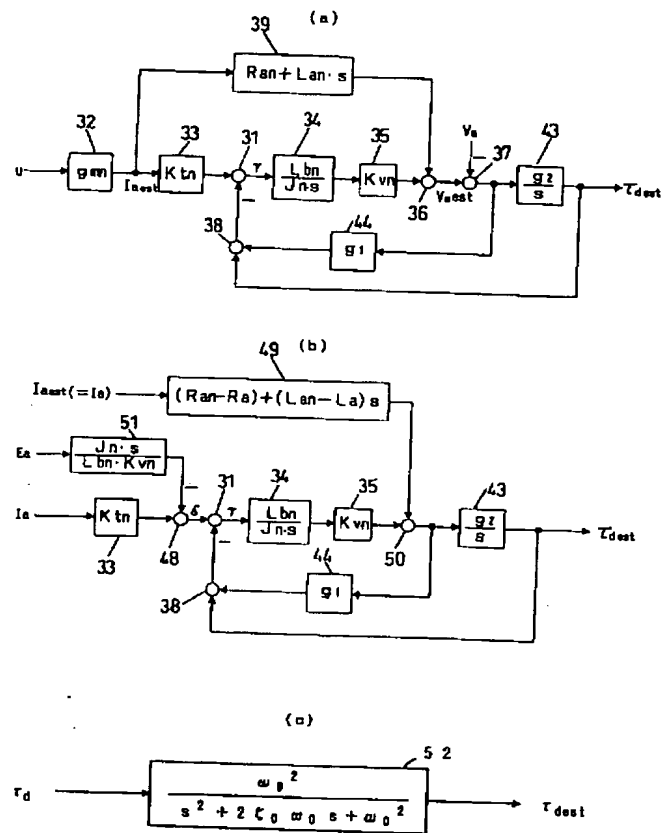 (a)
39
Ran+Lan·s
32
33
31
34
35
Va
37
43
u
gmn
Iaest
Ktn
τ
Lbn
Jn·s
Kvn
36
Vaest
g2
s
τdest
38
44
g1
(b)
49
Iaest(=Ia)
(Ran-Ra)+(Lan-La)s
51
Ea
Jn·s
Lbn·Kvn
31
34
35
43
Ia
Ktn
δ
τ
Lbn
Jn·s
Kvn
g2
s
τdest
33
48
50
38
44
g1
52
τd
ω0²
s²+2ζ0 ω0 s+ω0²
τdest